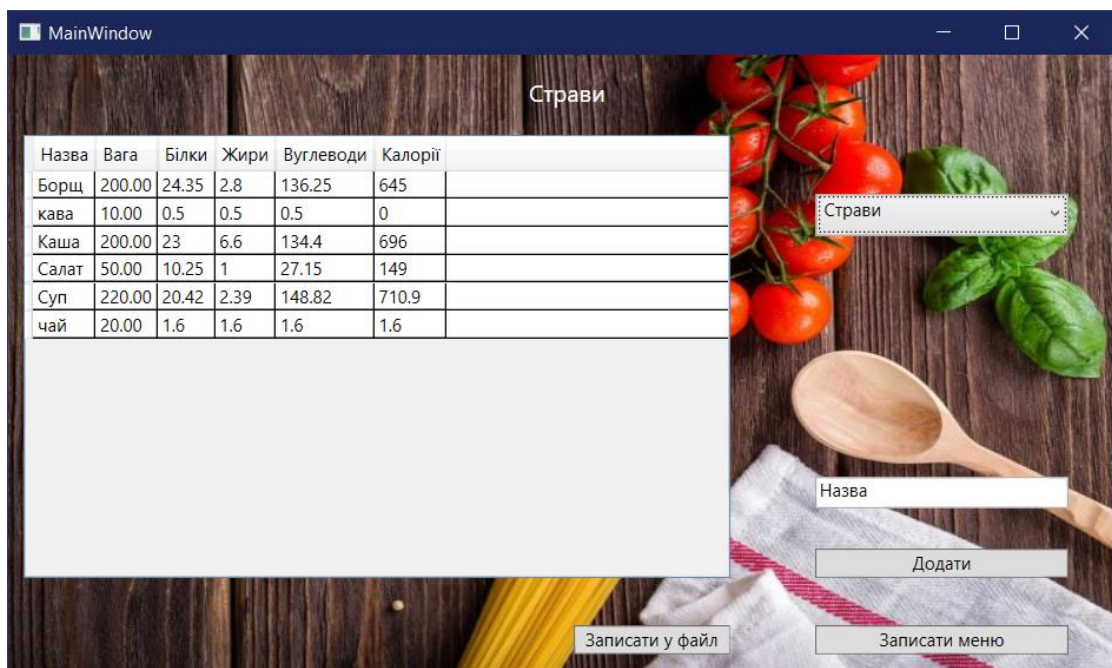 MainWindow
Страви
Назва Вага Білки Жири Вуглеводи Калорії
Борщ 200.00 24.35 2.8 136.25 645
кава 10.00 0.5 0.5 0.5 0
Каша 200.00 23 6.6 134.4 696
Салат 50.00 10.25 1 27.15 149
Суп 220.00 20.42 2.39 148.82 710.9
чай 20.00 1.6 1.6 1.6 1.6
Страви
Назва
Додати
Записати у файл
Записати меню